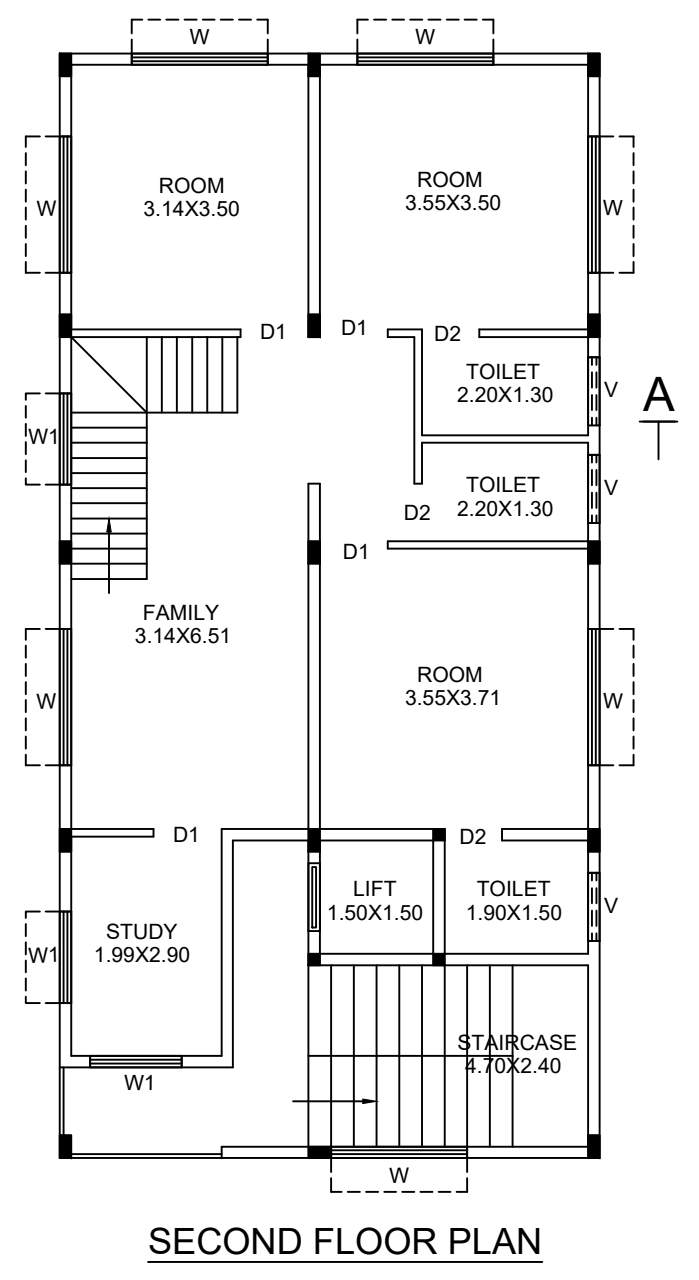 W
W
ROOM
3.14X3.50
ROOM
3.55X3.50
W
W
D1
D1
D2
TOILET
2.20X1.30
V
A
W1
TOILET
2.20X1.30
V
D2
D1
FAMILY
3.14X6.51
ROOM
3.55X3.71
W
W
D1
D2
LIFT
1.50X1.50
TOILET
1.90X1.50
V
STUDY
1.99X2.90
W1
STAIRCASE
4.70X2.40
W1
W
SECOND FLOOR PLAN